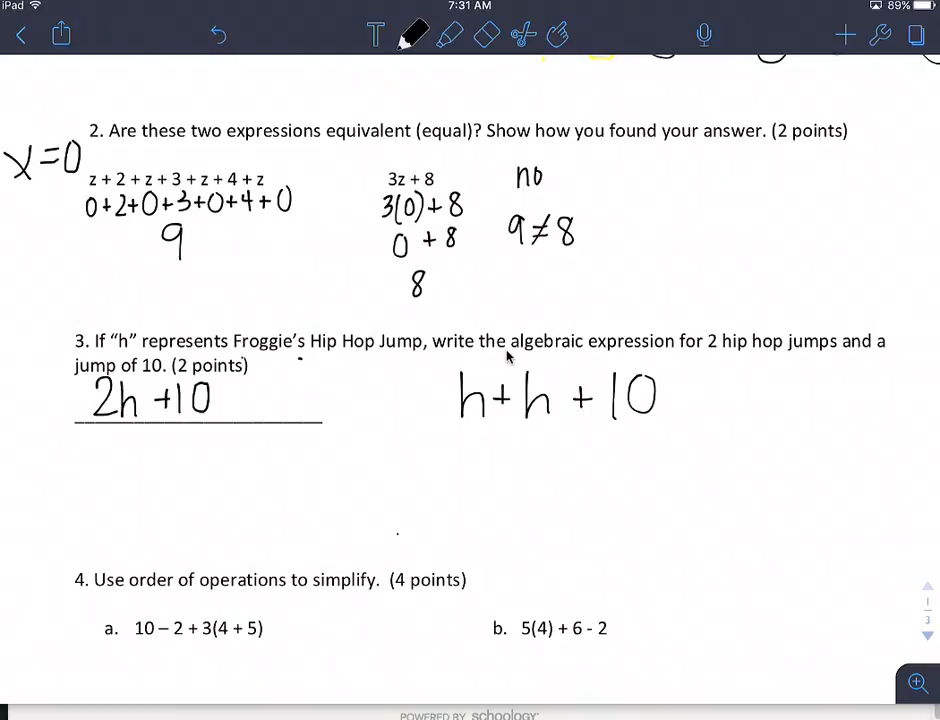 iPad 7:31 AM 89%
T
2. Are these two expressions equivalent (equal)? Show how you found your answer. (2 points)
x=0
z + 2 + z + 3 + z + 4 + z 3z + 8 no
0+2+0+3+0+4+0 3(0)+8
9 0 +8 9≠8
8
3. If “h” represents Froggie’s Hip Hop Jump, write the algebraic expression for 2 hip hop jumps and a
jump of 10. (2 points)
2h +10 h+h+10
4. Use order of operations to simplify. (4 points)
a. 10 – 2 + 3(4 + 5) b. 5(4) + 6 - 2
1
3
POWERED BY schoology